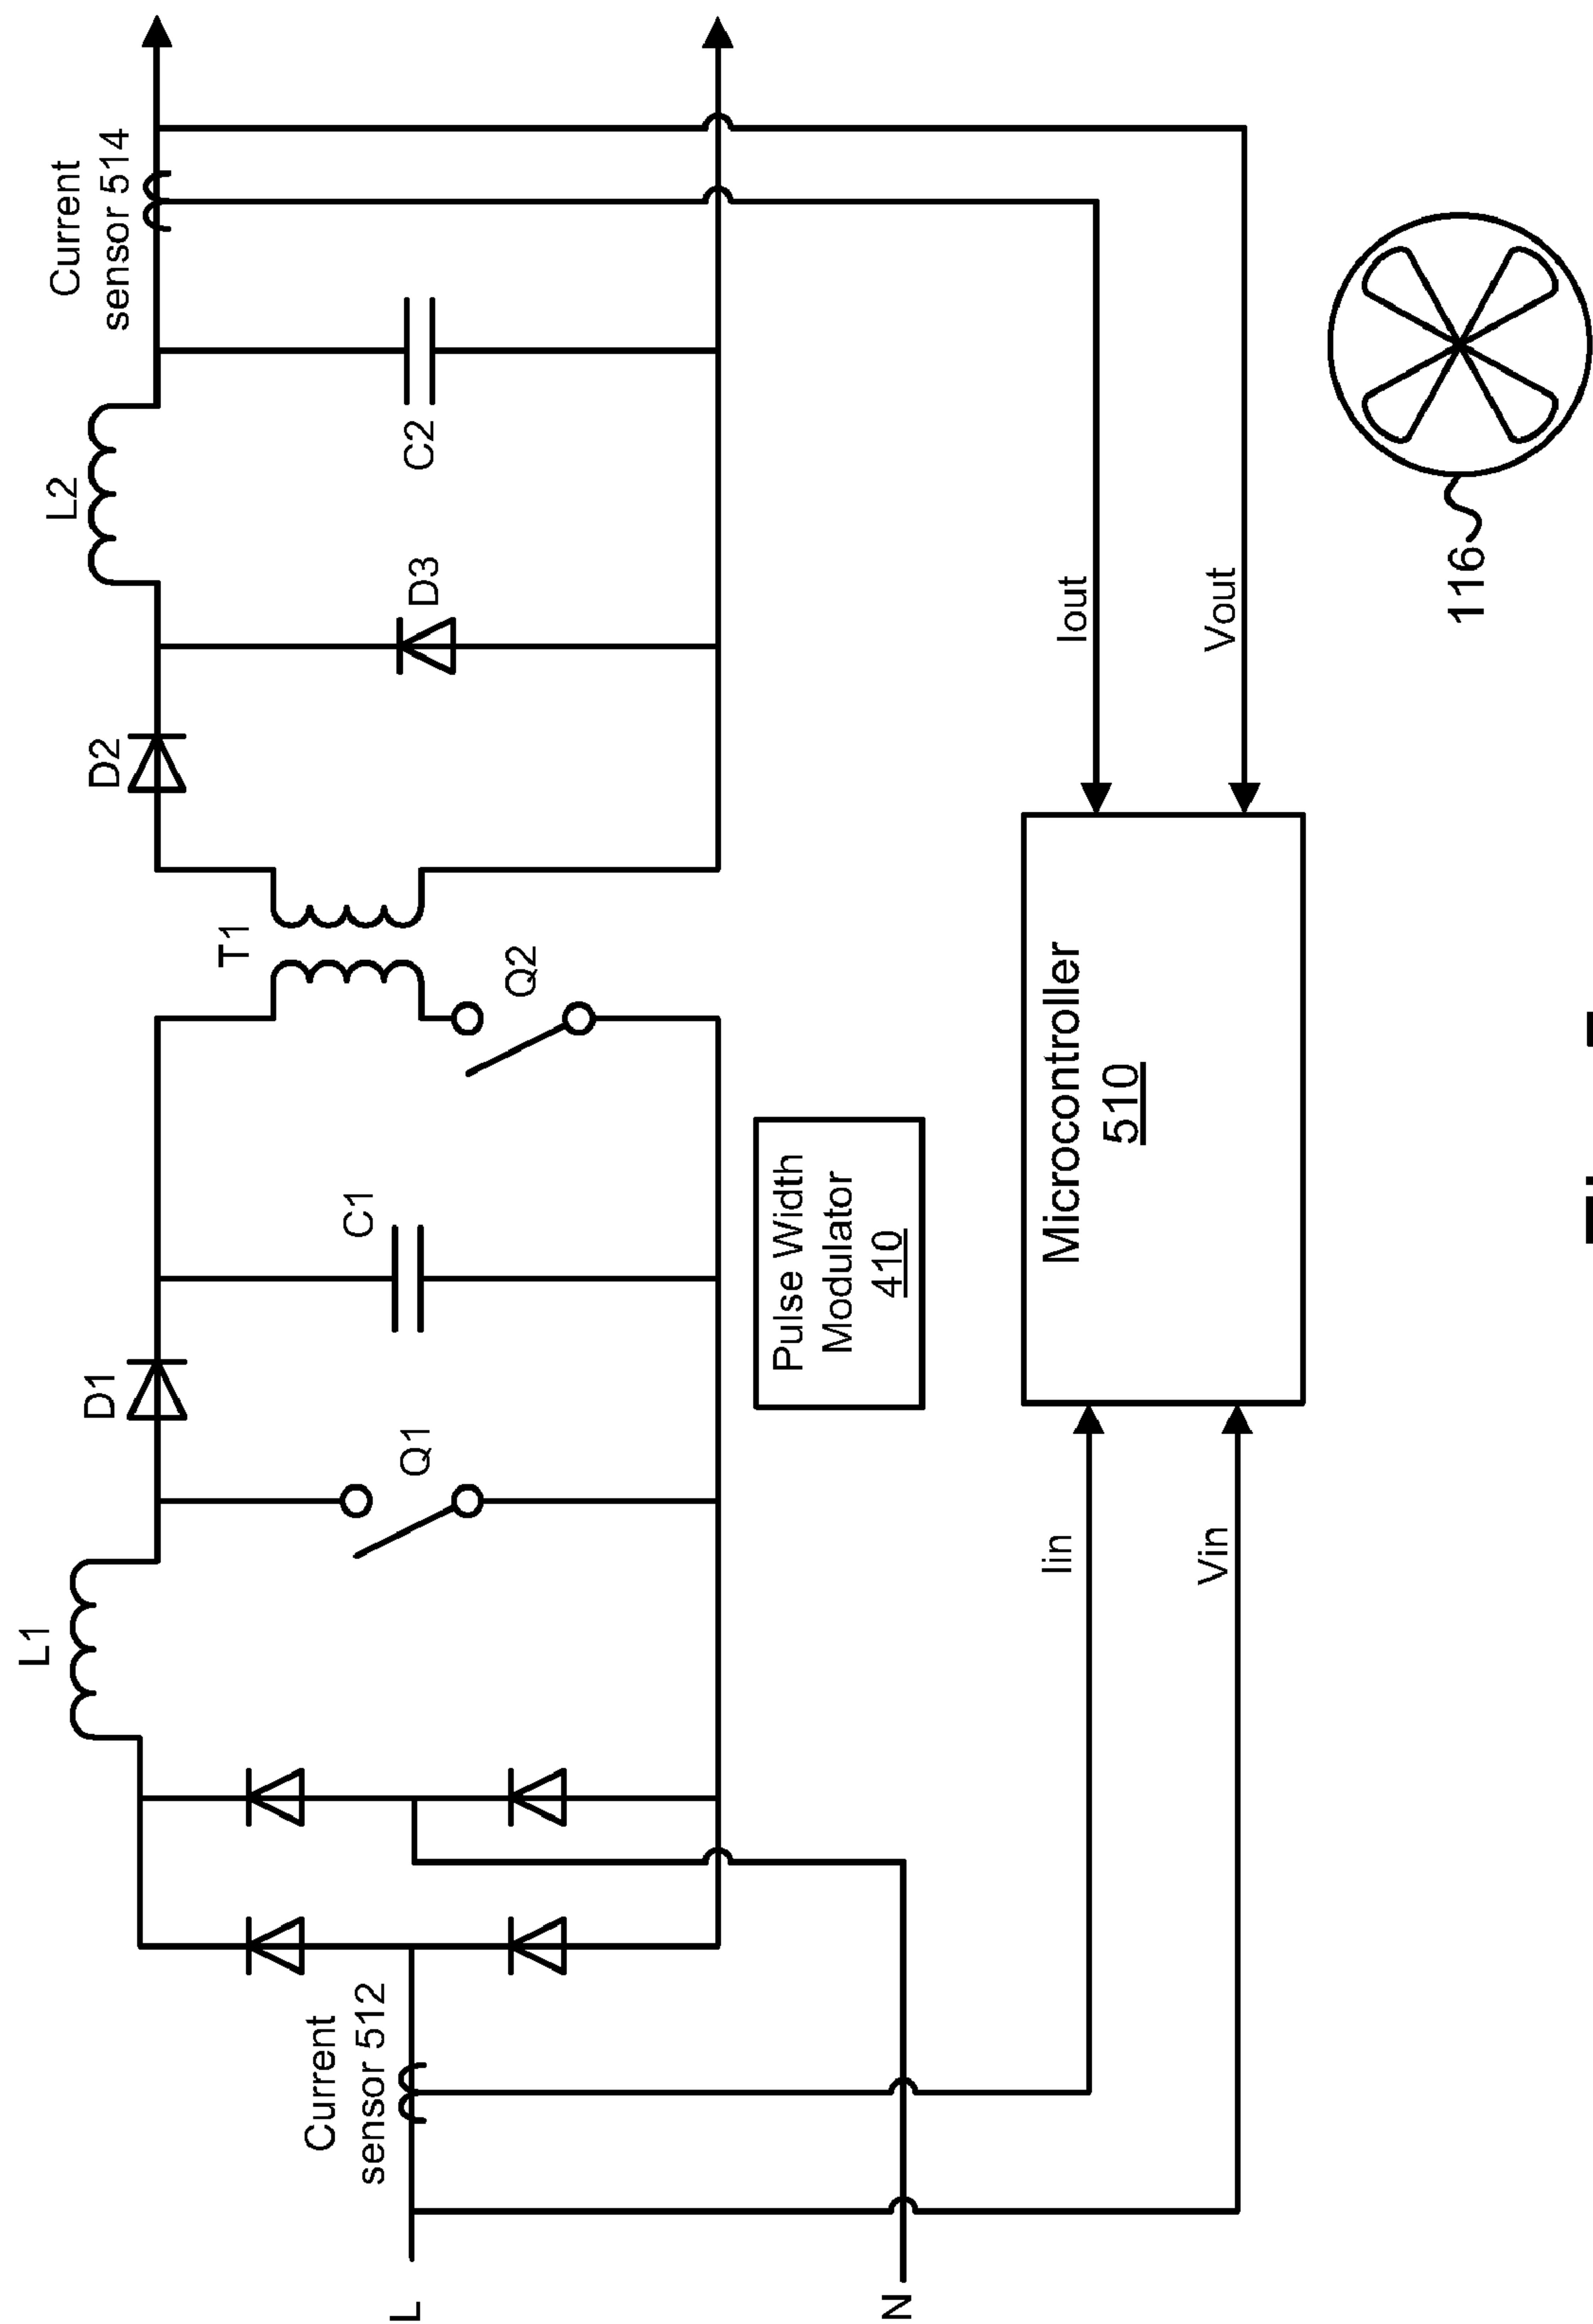 L1
D1
Q1
C1
T1
Q2
D2
D3
L2
C2
Current
sensor 514
Current
sensor 512
L
N
Pulse Width
Modulator
410
Iin
Vin
Microcontroller
510
Iout
Vout
116